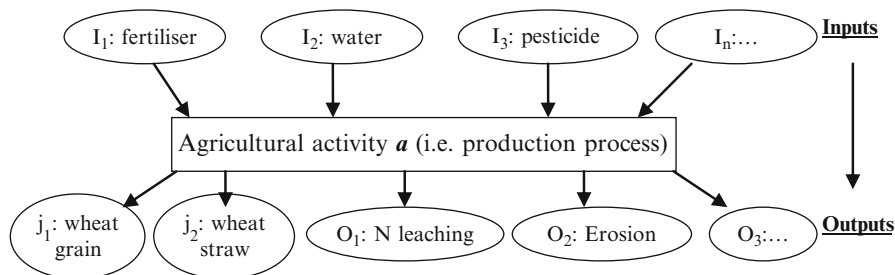 I₁: fertiliser
I₂: water
I₃: pesticide
Iₙ:...
Inputs
Agricultural activity a (i.e. production process)
j₁: wheat
grain
j₂: wheat
straw
O₁: N leaching
O₂: Erosion
O₃:...
Outputs